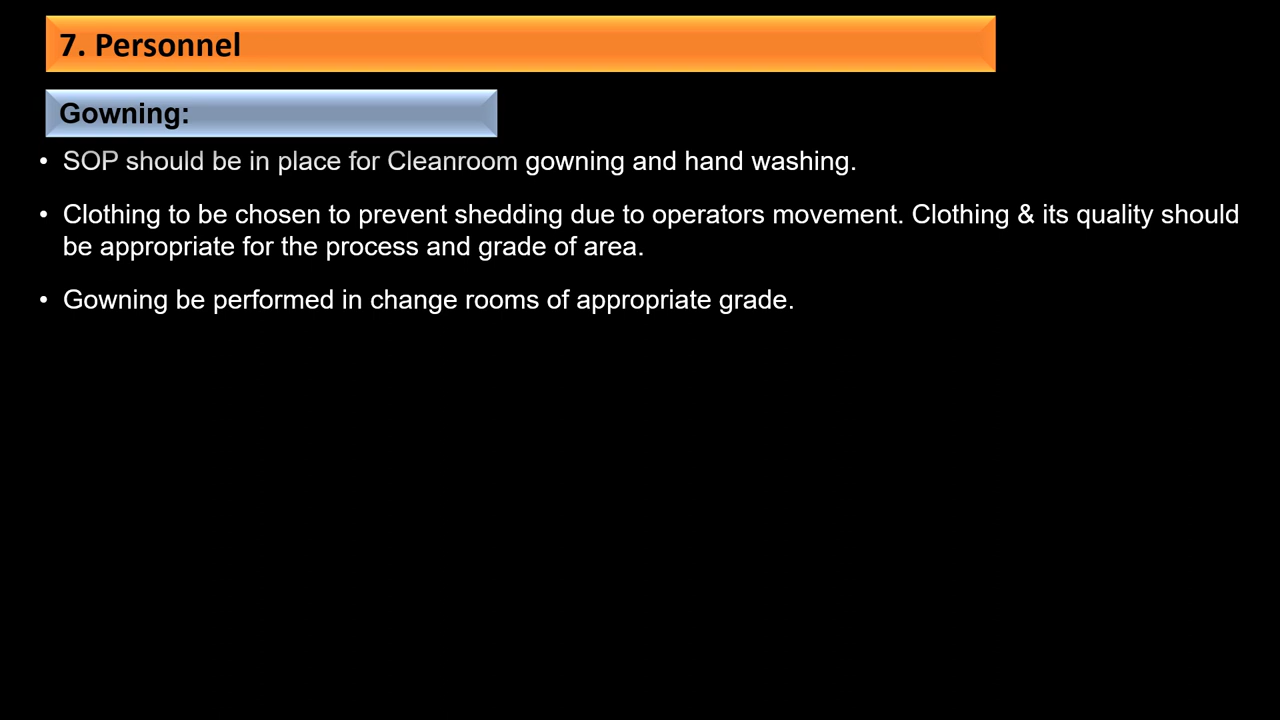 7. Personnel
Gowning:
• SOP should be in place for Cleanroom gowning and hand washing.
• Clothing to be chosen to prevent shedding due to operators movement. Clothing & its quality should
be appropriate for the process and grade of area.
• Gowning be performed in change rooms of appropriate grade.